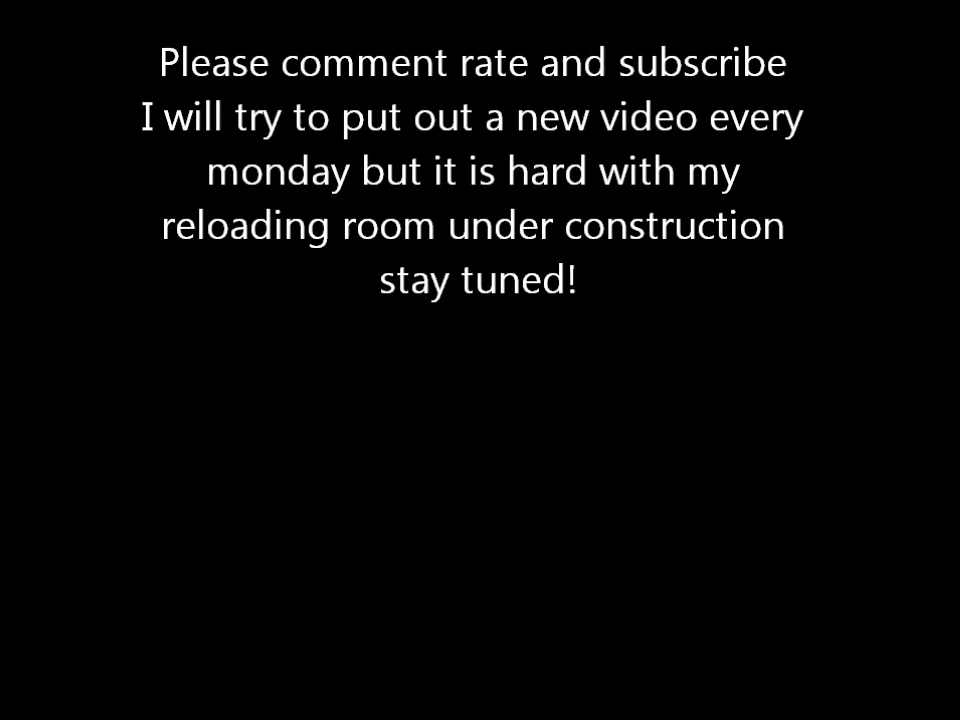 Please comment rate and subscribe
I will try to put out a new video every
monday but it is hard with my
reloading room under construction
stay tuned!